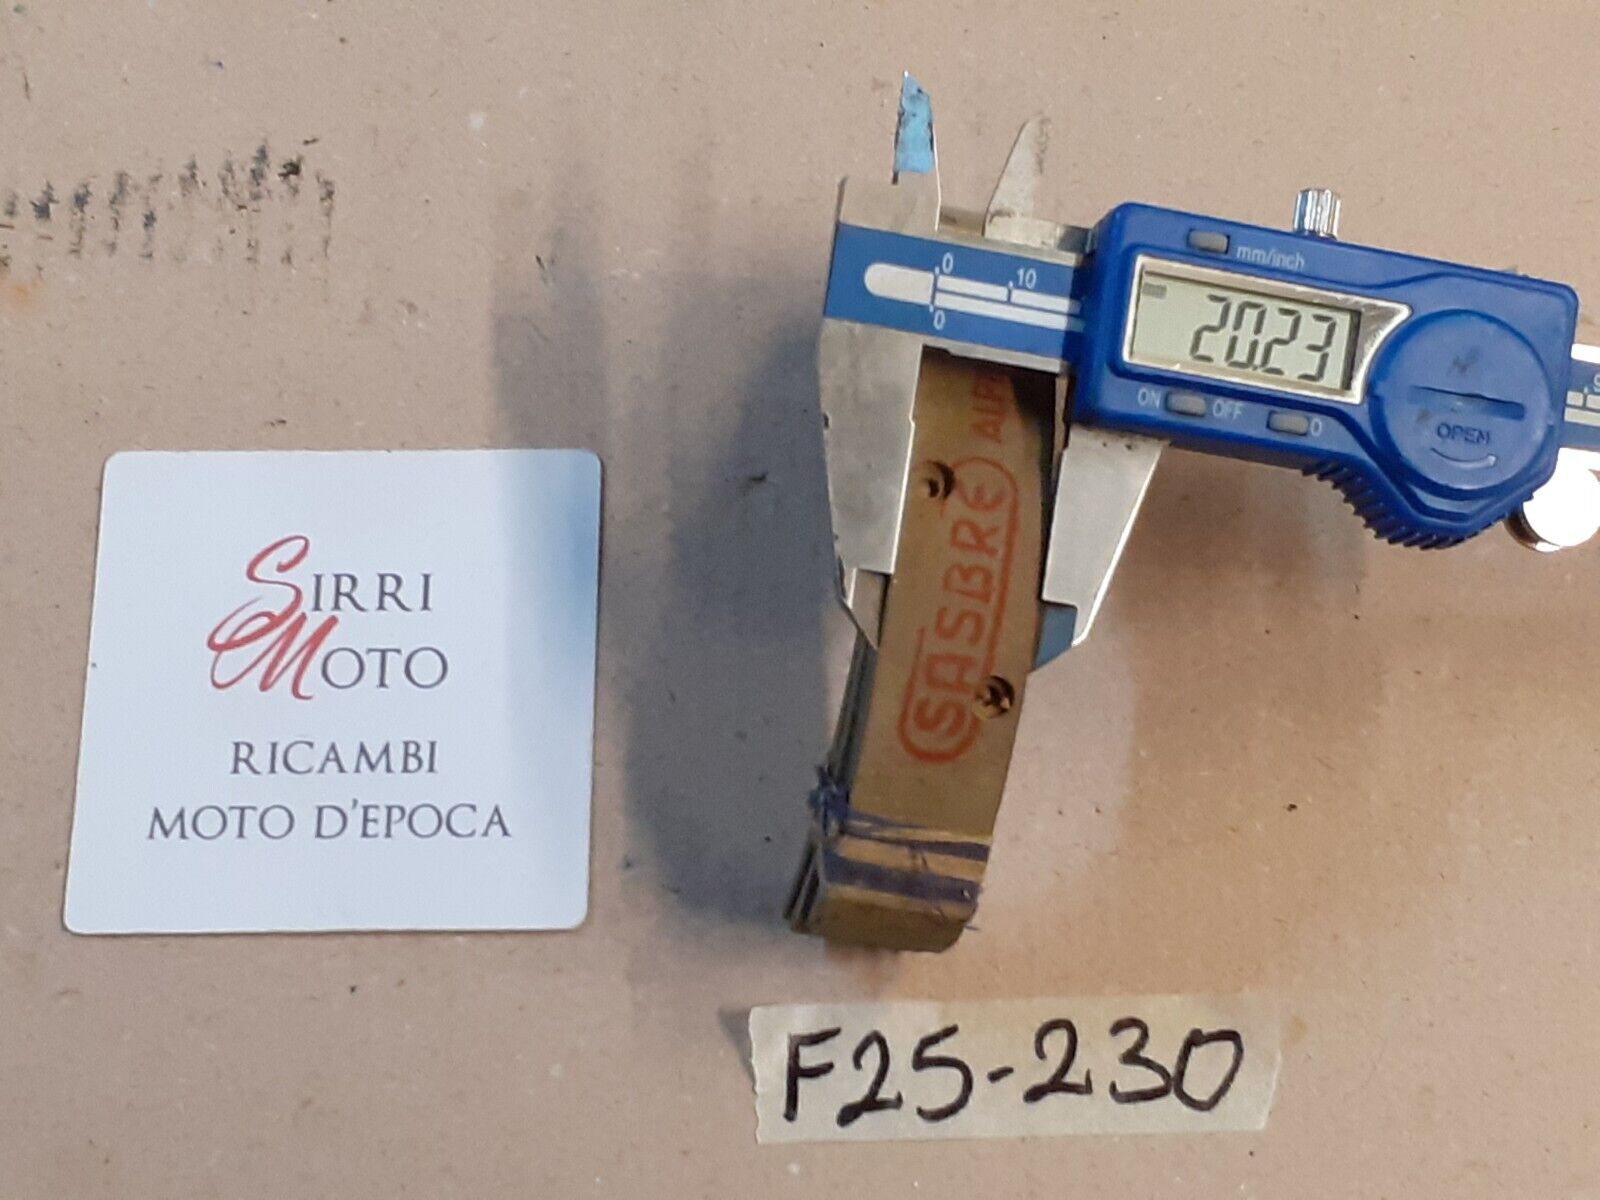 SIRRI
MOTO
RICAMBI
MOTO D'EPOCA
mm/inch
0 10
0
20.23
ON OFF 0
OPEN
SASBRE
F25-230